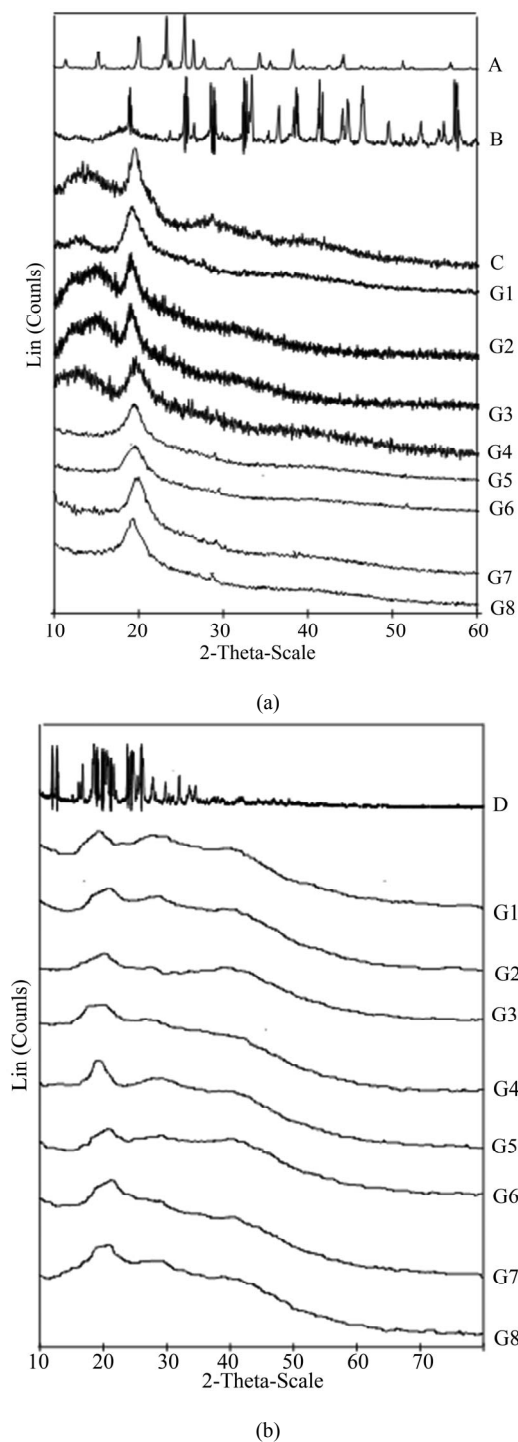 A
B
C
G1
G2
G3
G4
G5
G6
G7
G8
Lin (Counts)
10 20 30 40 50 60
2-Theta-Scale
(a)
D
G1
G2
G3
G4
G5
G6
G7
G8
Lin (Counls)
10 20 30 40 50 60 70
2-Theta-Scale
(b)